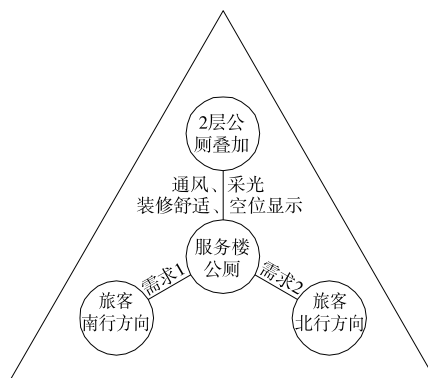 2层公
厕叠加
通风、采光
装修舒适、空位显示
服务楼
公厕
需求1
需求2
旅客
南行方向
旅客
北行方向